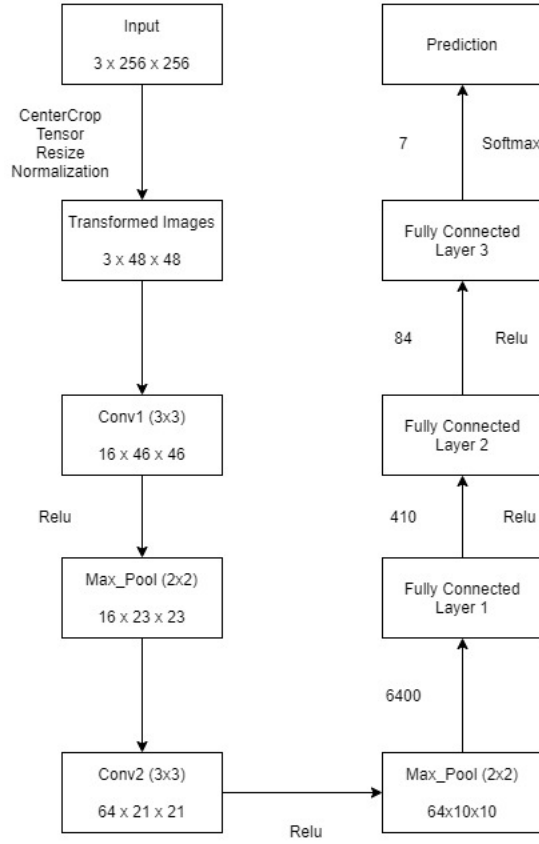 Input
3 x 256 x 256
CenterCrop
Tensor
Resize
Normalization
Transformed Images
3 x 48 x 48
Conv1 (3x3)
16 x 46 x 46
Relu
Max_Pool (2x2)
16 x 23 x 23
Conv2 (3x3)
64 x 21 x 21
Relu
Max_Pool (2x2)
64x10x10
6400
Fully Connected
Layer 1
410
Relu
Fully Connected
Layer 2
84
Relu
Fully Connected
Layer 3
7
Softmax
Prediction